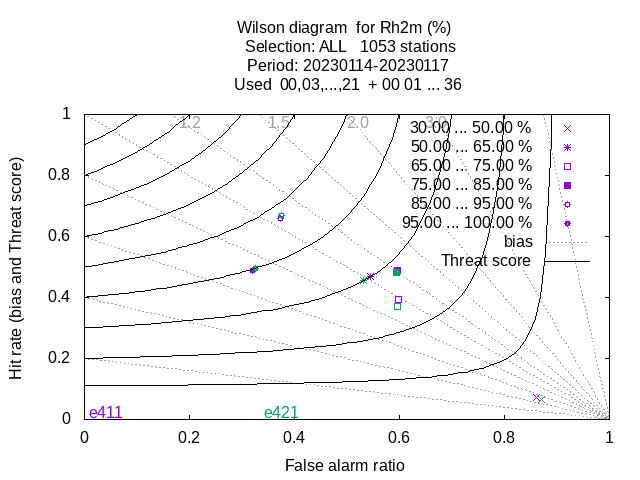 Wilson diagram  for Rh2m (%)
Selection: ALL   1053 stations
Period: 20230114-20230117
Used  00,03,...,21  + 00 01 ... 36
Hit rate (bias and Threat score)
1
0.8
0.6
0.4
0.2
0
1.2
1.5
2.0
3.0
30.00 ... 50.00 %
50.00 ... 65.00 %
65.00 ... 75.00 %
75.00 ... 85.00 %
85.00 ... 95.00 %
95.00 ... 100.00 %
bias
Threat score
e411
e421
0
0.2
0.4
0.6
0.8
1
False alarm ratio